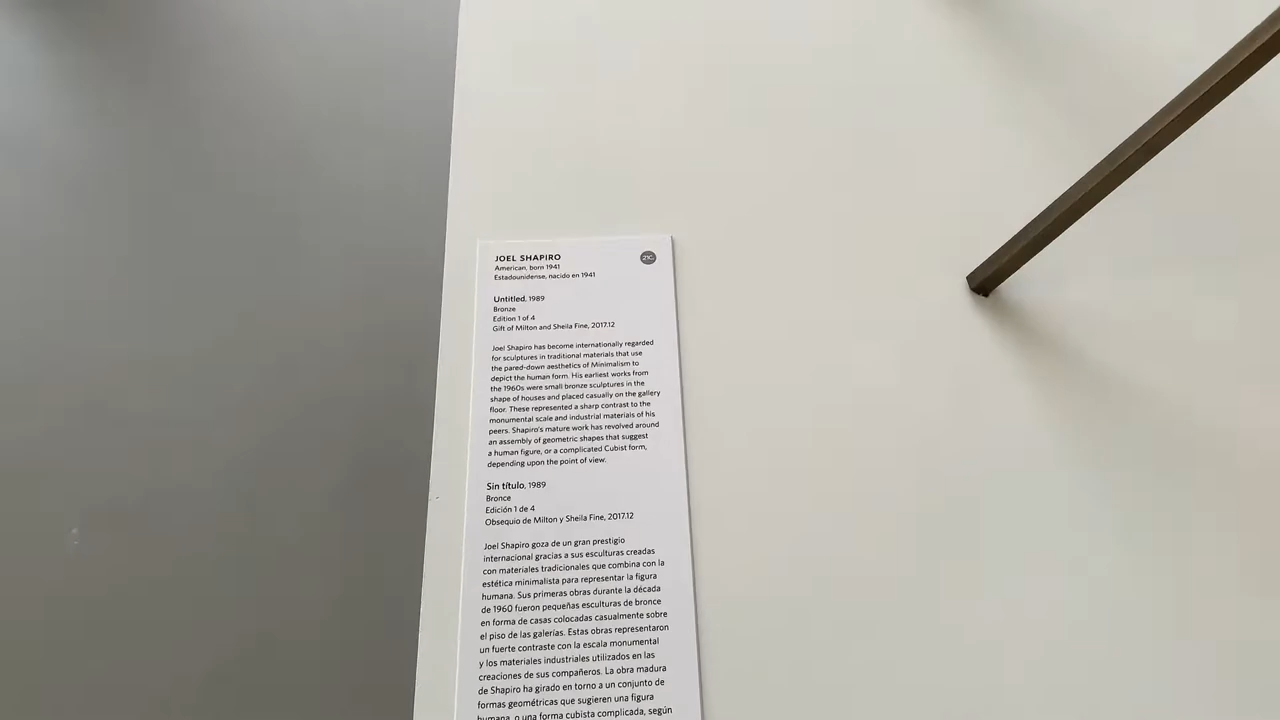 JOEL SHAPIRO
21C
American, born 1941
Estadounidense, nacido en 1941
Untitled, 1989
Bronze
Edition 1 of 4
Gift of Milton and Sheila Fine, 2017.12
Joel Shapiro has become internationally regarded
for sculptures in traditional materials that use
the pared-down aesthetics of Minimalism to
depict the human form. His earliest works from
the 1960s were small bronze sculptures in the
shape of houses and placed casually on the gallery
floor. These represented a sharp contrast to the
monumental scale and industrial materials of his
peers. Shapiro's mature work has revolved around
an assembly of geometric shapes that suggest
a human figure, or a complicated Cubist form,
depending upon the point of view.
Sin título, 1989
Bronce
Edición 1 de 4
Obsequio de Milton y Sheila Fine, 2017.12
Joel Shapiro goza de un gran prestigio
internacional gracias a sus esculturas creadas
con materiales tradicionales que combina con la
estética minimalista para representar la figura
humana. Sus primeras obras durante la década
de 1960 fueron pequeñas esculturas de bronce
en forma de casas colocadas casualmente sobre
el piso de las galerías. Estas obras representaron
un fuerte contraste con la escala monumental
y los materiales industriales utilizados en las
creaciones de sus compañeros. La obra madura
de Shapiro ha girado en torno a un conjunto de
formas geométricas que sugieren una figura
humana, o una forma cubista complicada, según